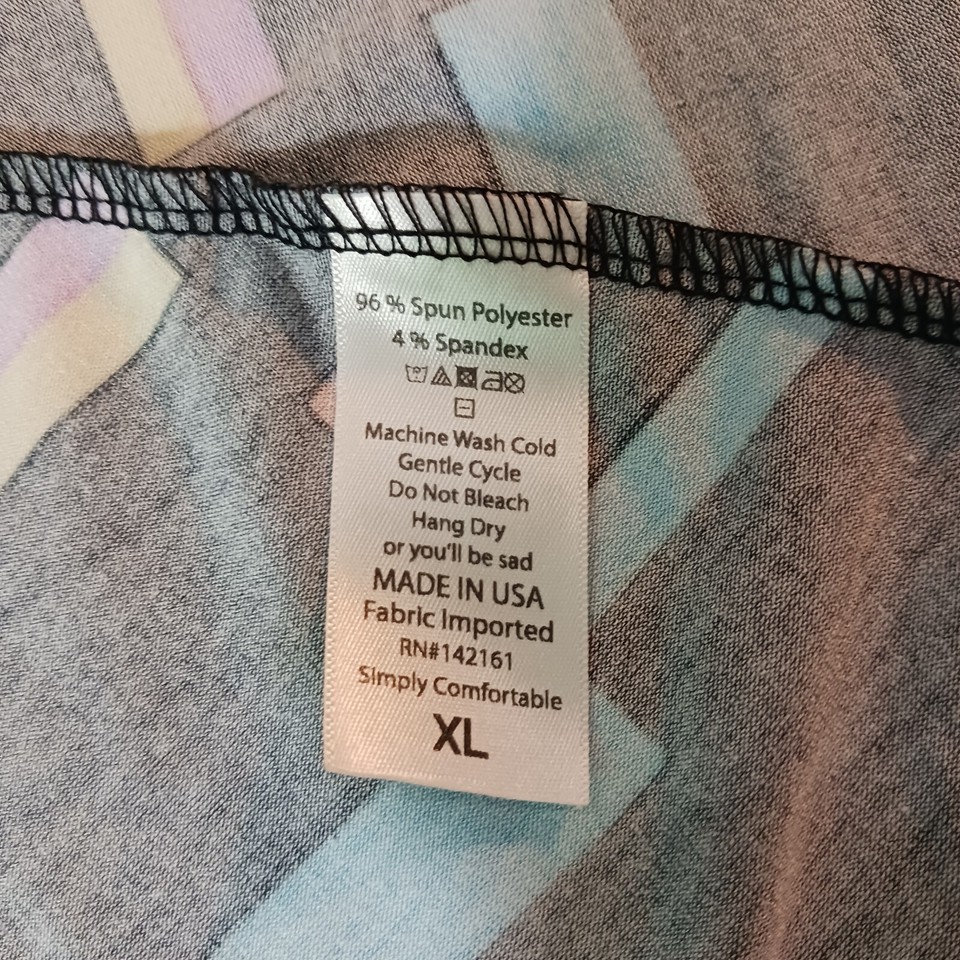 96 % Spun Polyester
4 % Spandex
Machine Wash Cold
Gentle Cycle
Do Not Bleach
Hang Dry
or you'll be sad
MADE IN USA
Fabric Imported
RN#142161
Simply Comfortable
XL